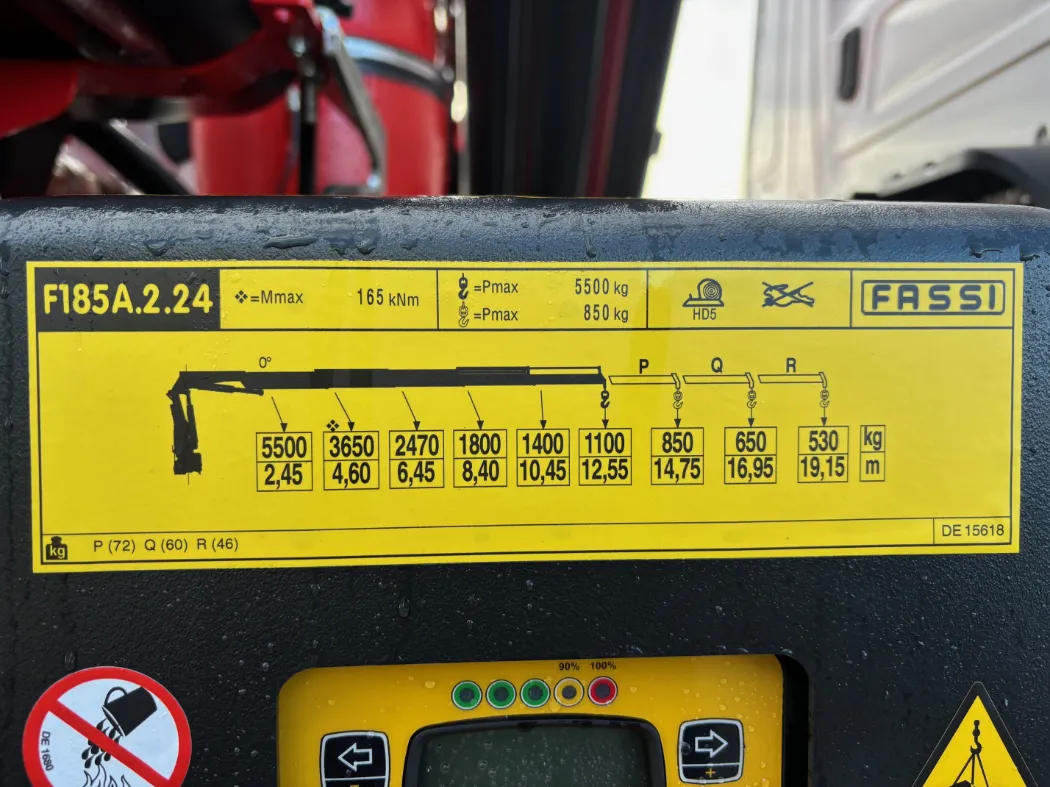 F185A.2.24
❖=Mmax 165 kNm
=Pmax 5500 kg
=Pmax 850 kg
HD5
FASSI
0° P Q R
5500 3650 2470 1800 1400 1100 850 650 530 kg
2,45 4,60 6,45 8,40 10,45 12,55 14,75 16,95 19,15 m
kg P (72) Q (60) R (46)
DE 15618
90% 100%
DE 1680
-
+